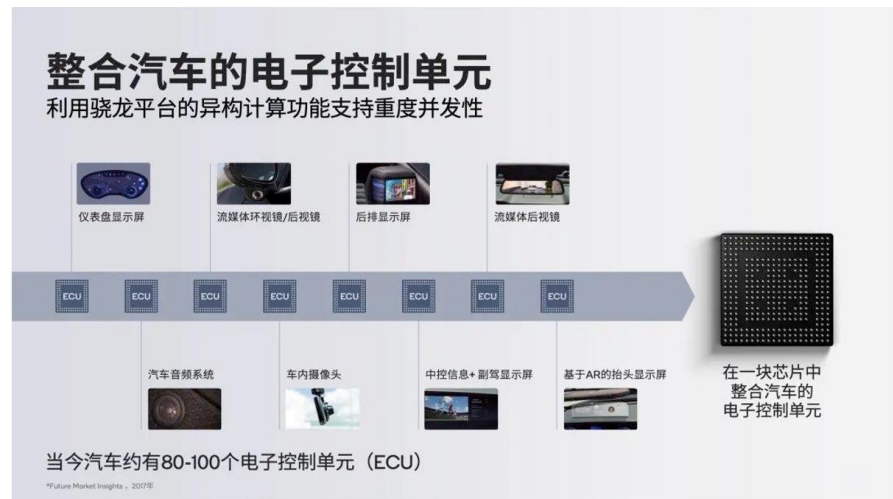 整合汽车的电子控制单元
利用骁龙平台的异构计算功能支持重度并发性
仪表盘显示屏
流媒体环视镜/后视镜
后排显示屏
流媒体后视镜
ECU
ECU
ECU
ECU
ECU
ECU
ECU
ECU
汽车音频系统
车内摄像头
中控信息+ 副驾显示屏
基于AR的抬头显示屏
在一块芯片中
整合汽车的
电子控制单元
当今汽车约有80-100个电子控制单元（ECU）
*Future Market Insights ，2017年